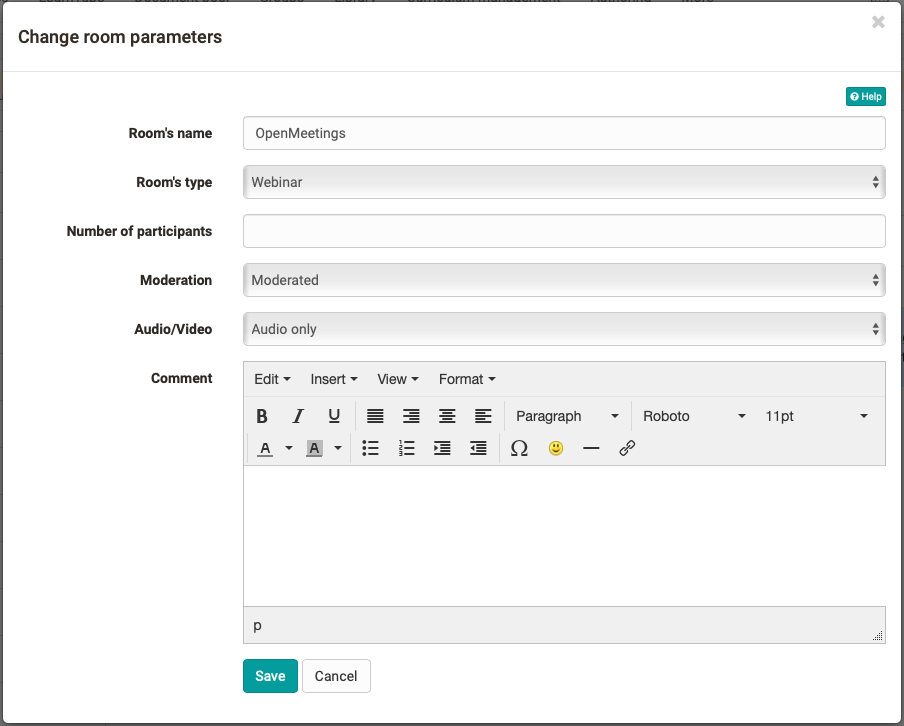 Change room parameters
Help
Room's name OpenMeetings
Room's type Webinar
Number of participants
Moderation Moderated
Audio/Video Audio only
Comment Edit Insert View Format
B I U Paragraph Roboto 11pt
A A Ω
p
Save Cancel